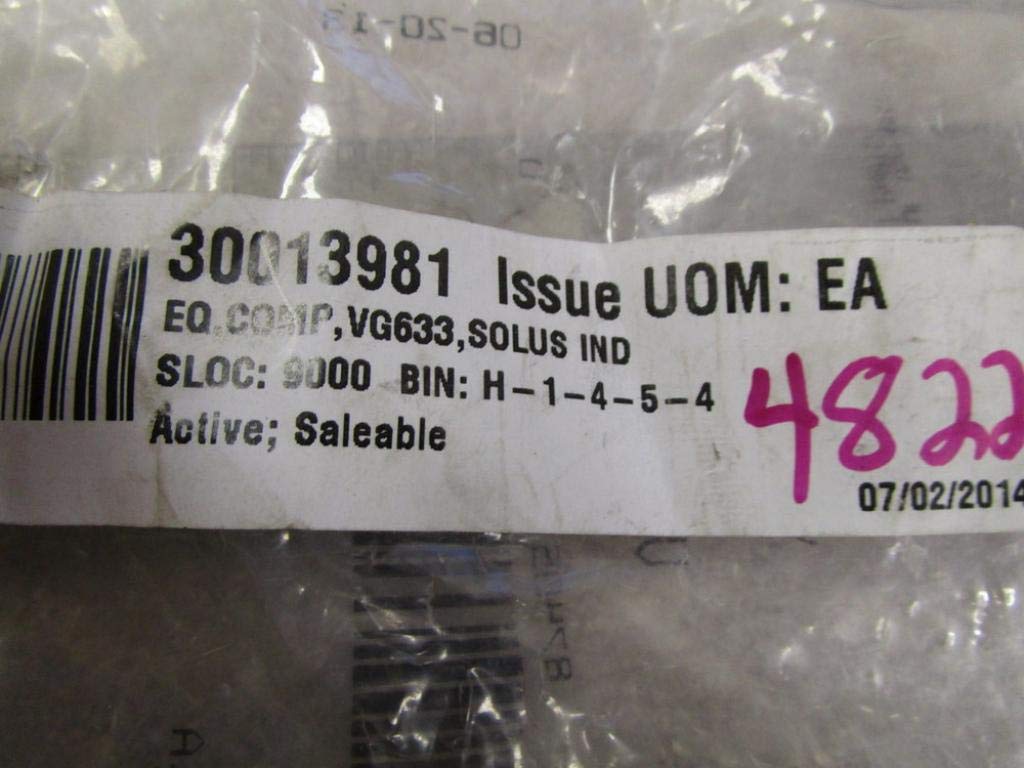 06-20-13
30013981 Issue UOM: EA
EQ,COMP,VG633,SOLUS IND
SLOC: 9000 BIN: H-1-4-5-4
Active; Saleable
4822
07/02/2014